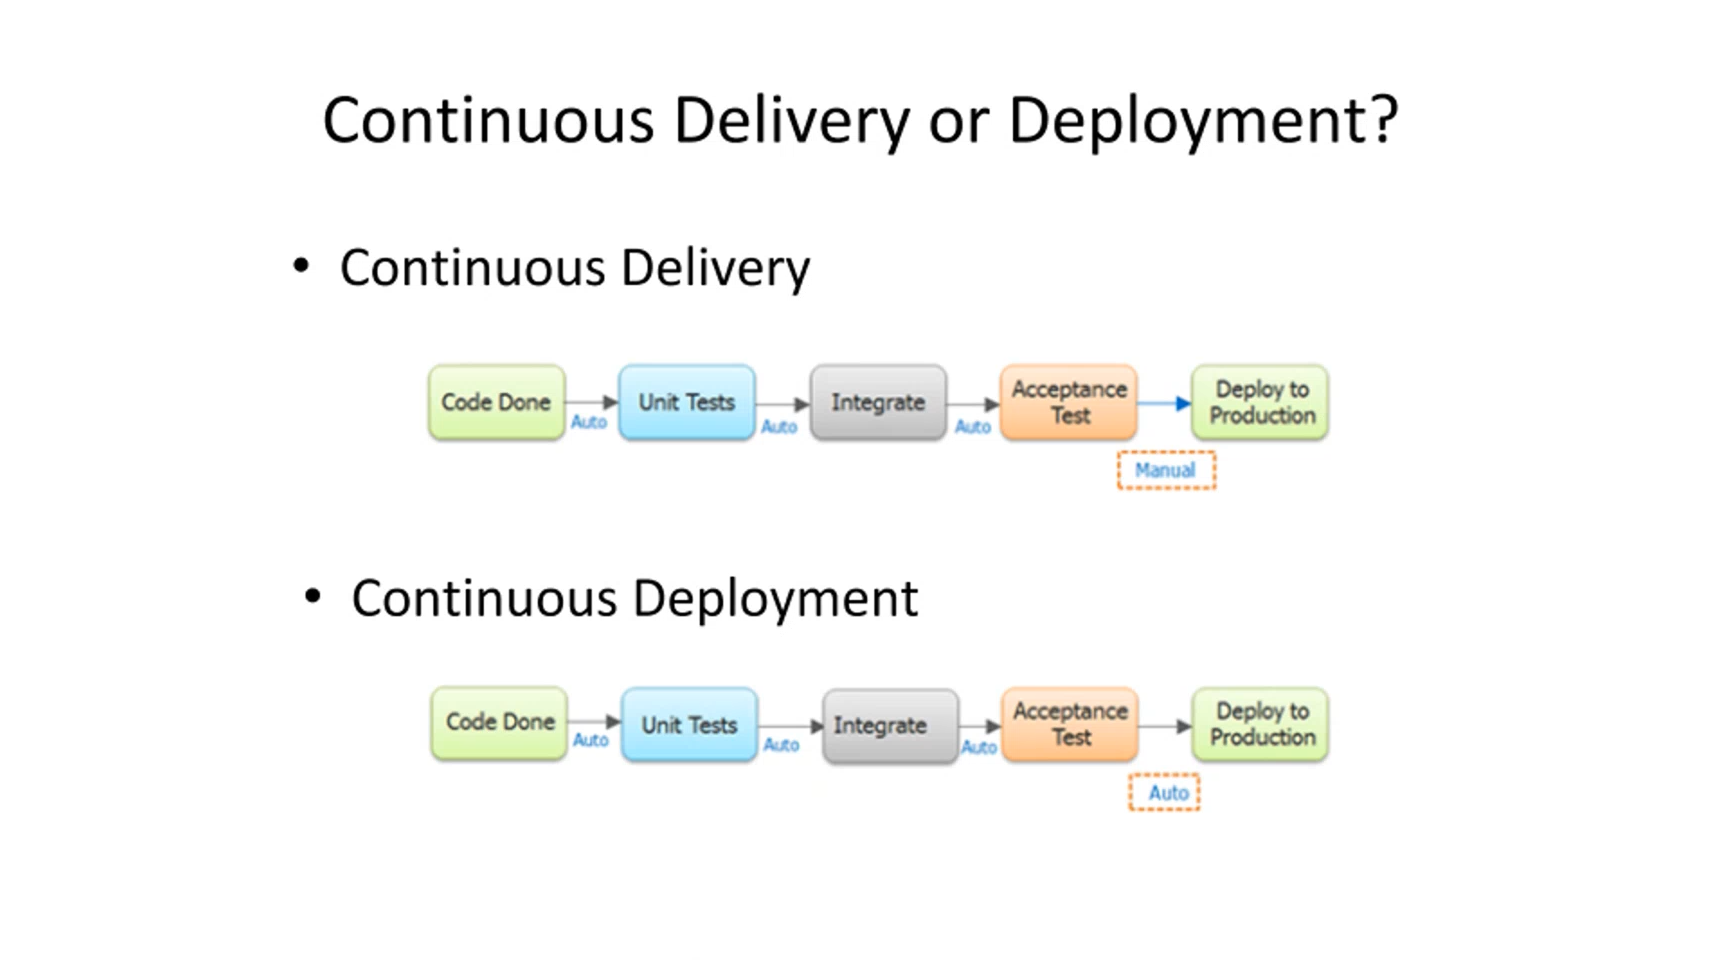 Continuous Delivery or Deployment?
• Continuous Delivery
Code Done
Auto
Unit Tests
Auto
Integrate
Auto
Acceptance
Test
Manual
Deploy to
Production
• Continuous Deployment
Code Done
Auto
Unit Tests
Auto
Integrate
Auto
Acceptance
Test
Auto
Deploy to
Production